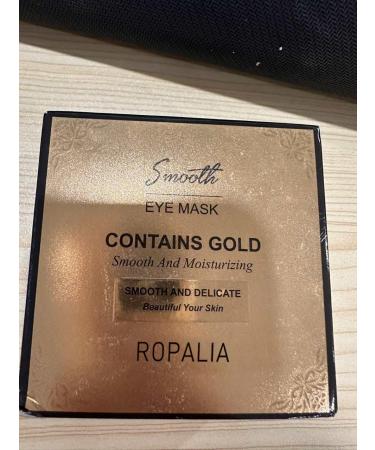 Smooth
EYE MASK
CONTAINS GOLD
Smooth And Moisturizing
SMOOTH AND DELICATE
Beautiful Your Skin
ROPALIA